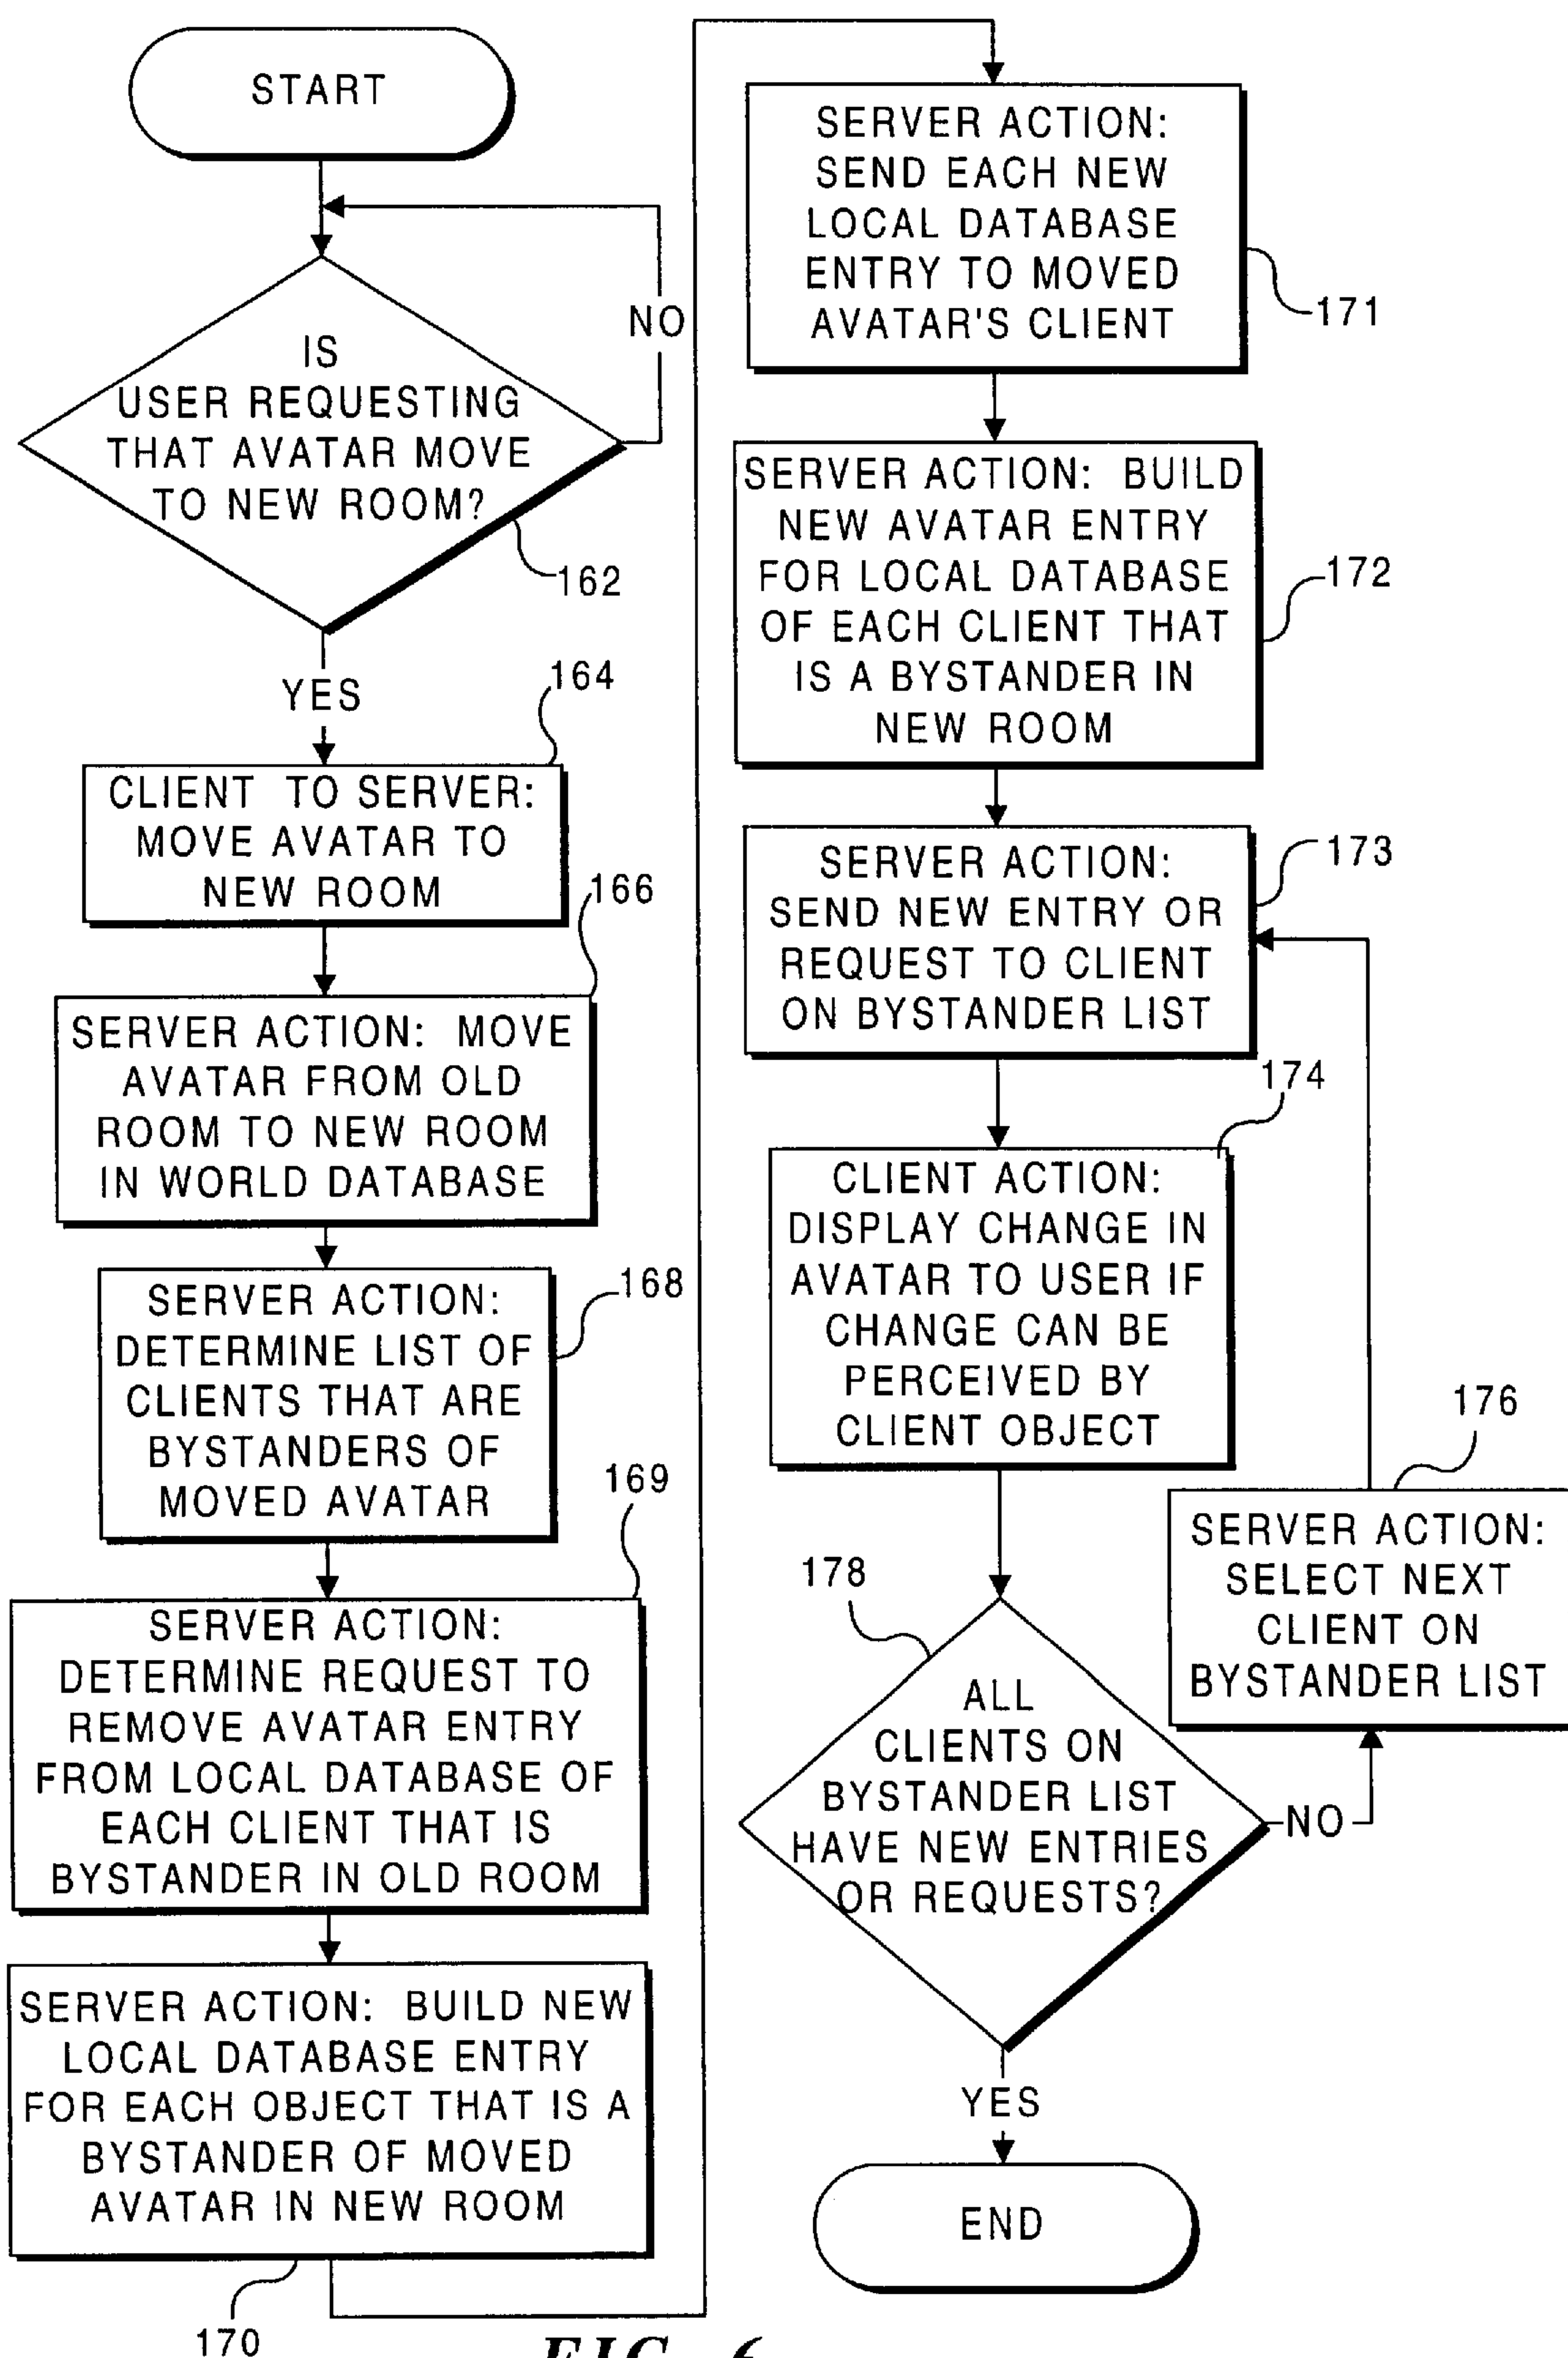 START
IS
USER REQUESTING
THAT AVATAR MOVE
TO NEW ROOM?
NO
162
YES
164
CLIENT TO SERVER:
MOVE AVATAR TO
NEW ROOM
166
SERVER ACTION: MOVE
AVATAR FROM OLD
ROOM TO NEW ROOM
IN WORLD DATABASE
168
SERVER ACTION:
DETERMINE LIST OF
CLIENTS THAT ARE
BYSTANDERS OF
MOVED AVATAR
169
SERVER ACTION:
DETERMINE REQUEST TO
REMOVE AVATAR ENTRY
FROM LOCAL DATABASE OF
EACH CLIENT THAT IS
BYSTANDER IN OLD ROOM
SERVER ACTION: BUILD NEW
LOCAL DATABASE ENTRY
FOR EACH OBJECT THAT IS A
BYSTANDER OF MOVED
AVATAR IN NEW ROOM
170
SERVER ACTION:
SEND EACH NEW
LOCAL DATABASE
ENTRY TO MOVED
AVATAR'S CLIENT
171
SERVER ACTION: BUILD
NEW AVATAR ENTRY
FOR LOCAL DATABASE
OF EACH CLIENT THAT
IS A BYSTANDER IN
NEW ROOM
172
SERVER ACTION:
SEND NEW ENTRY OR
REQUEST TO CLIENT
ON BYSTANDER LIST
173
174
CLIENT ACTION:
DISPLAY CHANGE IN
AVATAR TO USER IF
CHANGE CAN BE
PERCEIVED BY
CLIENT OBJECT
176
SERVER ACTION:
SELECT NEXT
CLIENT ON
BYSTANDER LIST
178
ALL
CLIENTS ON
BYSTANDER LIST
HAVE NEW ENTRIES
OR REQUESTS?
NO
YES
END
FIG. 6